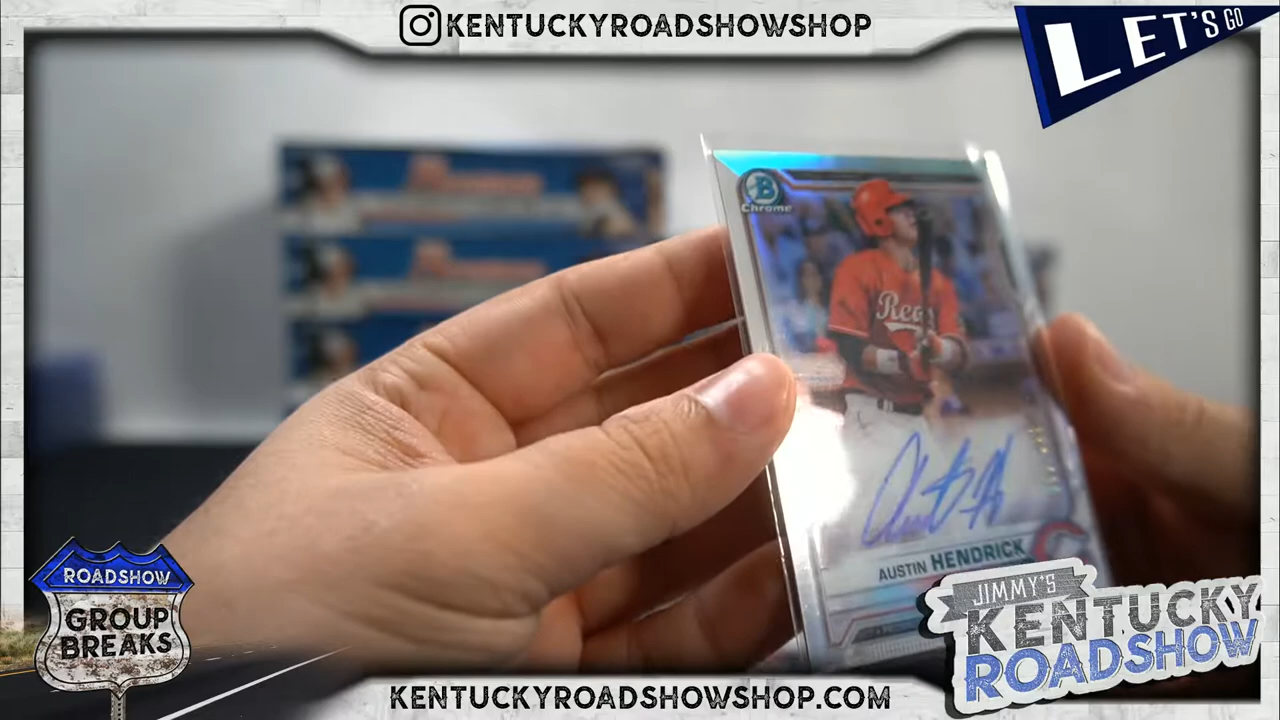 KENTUCKYROADSHOWSHOP
LET'S GO
B
Chrome
Reds
AUSTIN HENDRICK
C
ROADSHOW
GROUP
BREAKS
JIMMY'S
KENTUCKY
ROADSHOW
KENTUCKYROADSHOWSHOP.COM